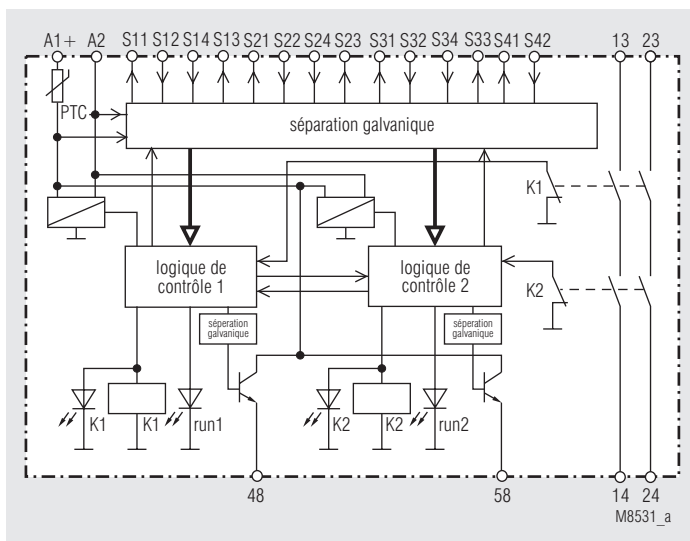 A1+ A2 S11 S12 S14 S13 S21 S22 S24 S23 S31 S32 S34 S33 S41 S42 13 23
PTC
séparation galvanique
K1
logique de
contrôle 1
logique de
contrôle 2
K2
séperation
galvanique
séperation
galvanique
K1 K1 run1 K2 K2 run2
48 58 14 24
M8531_a